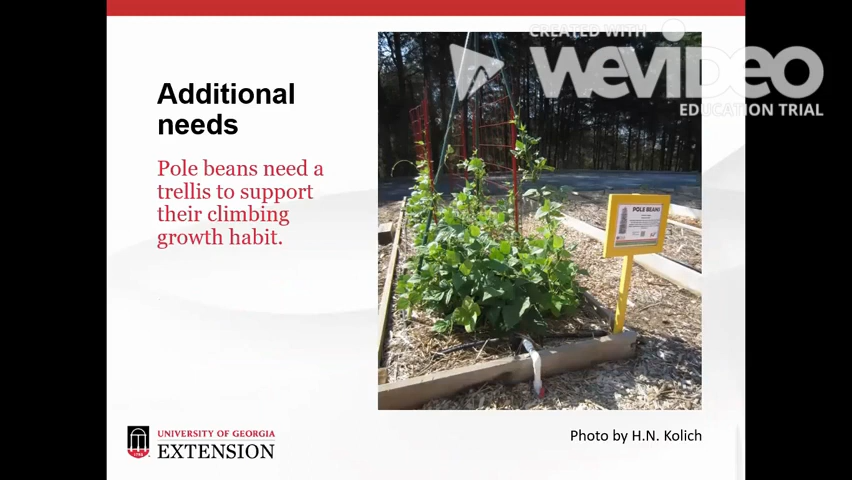 CREATED WITH
WEVIDEO
EDUCATION TRIAL
Additional
needs
Pole beans need a
trellis to support
their climbing
growth habit.
POLE BEANS
UNIVERSITY OF GEORGIA
EXTENSION
Photo by H.N. Kolich